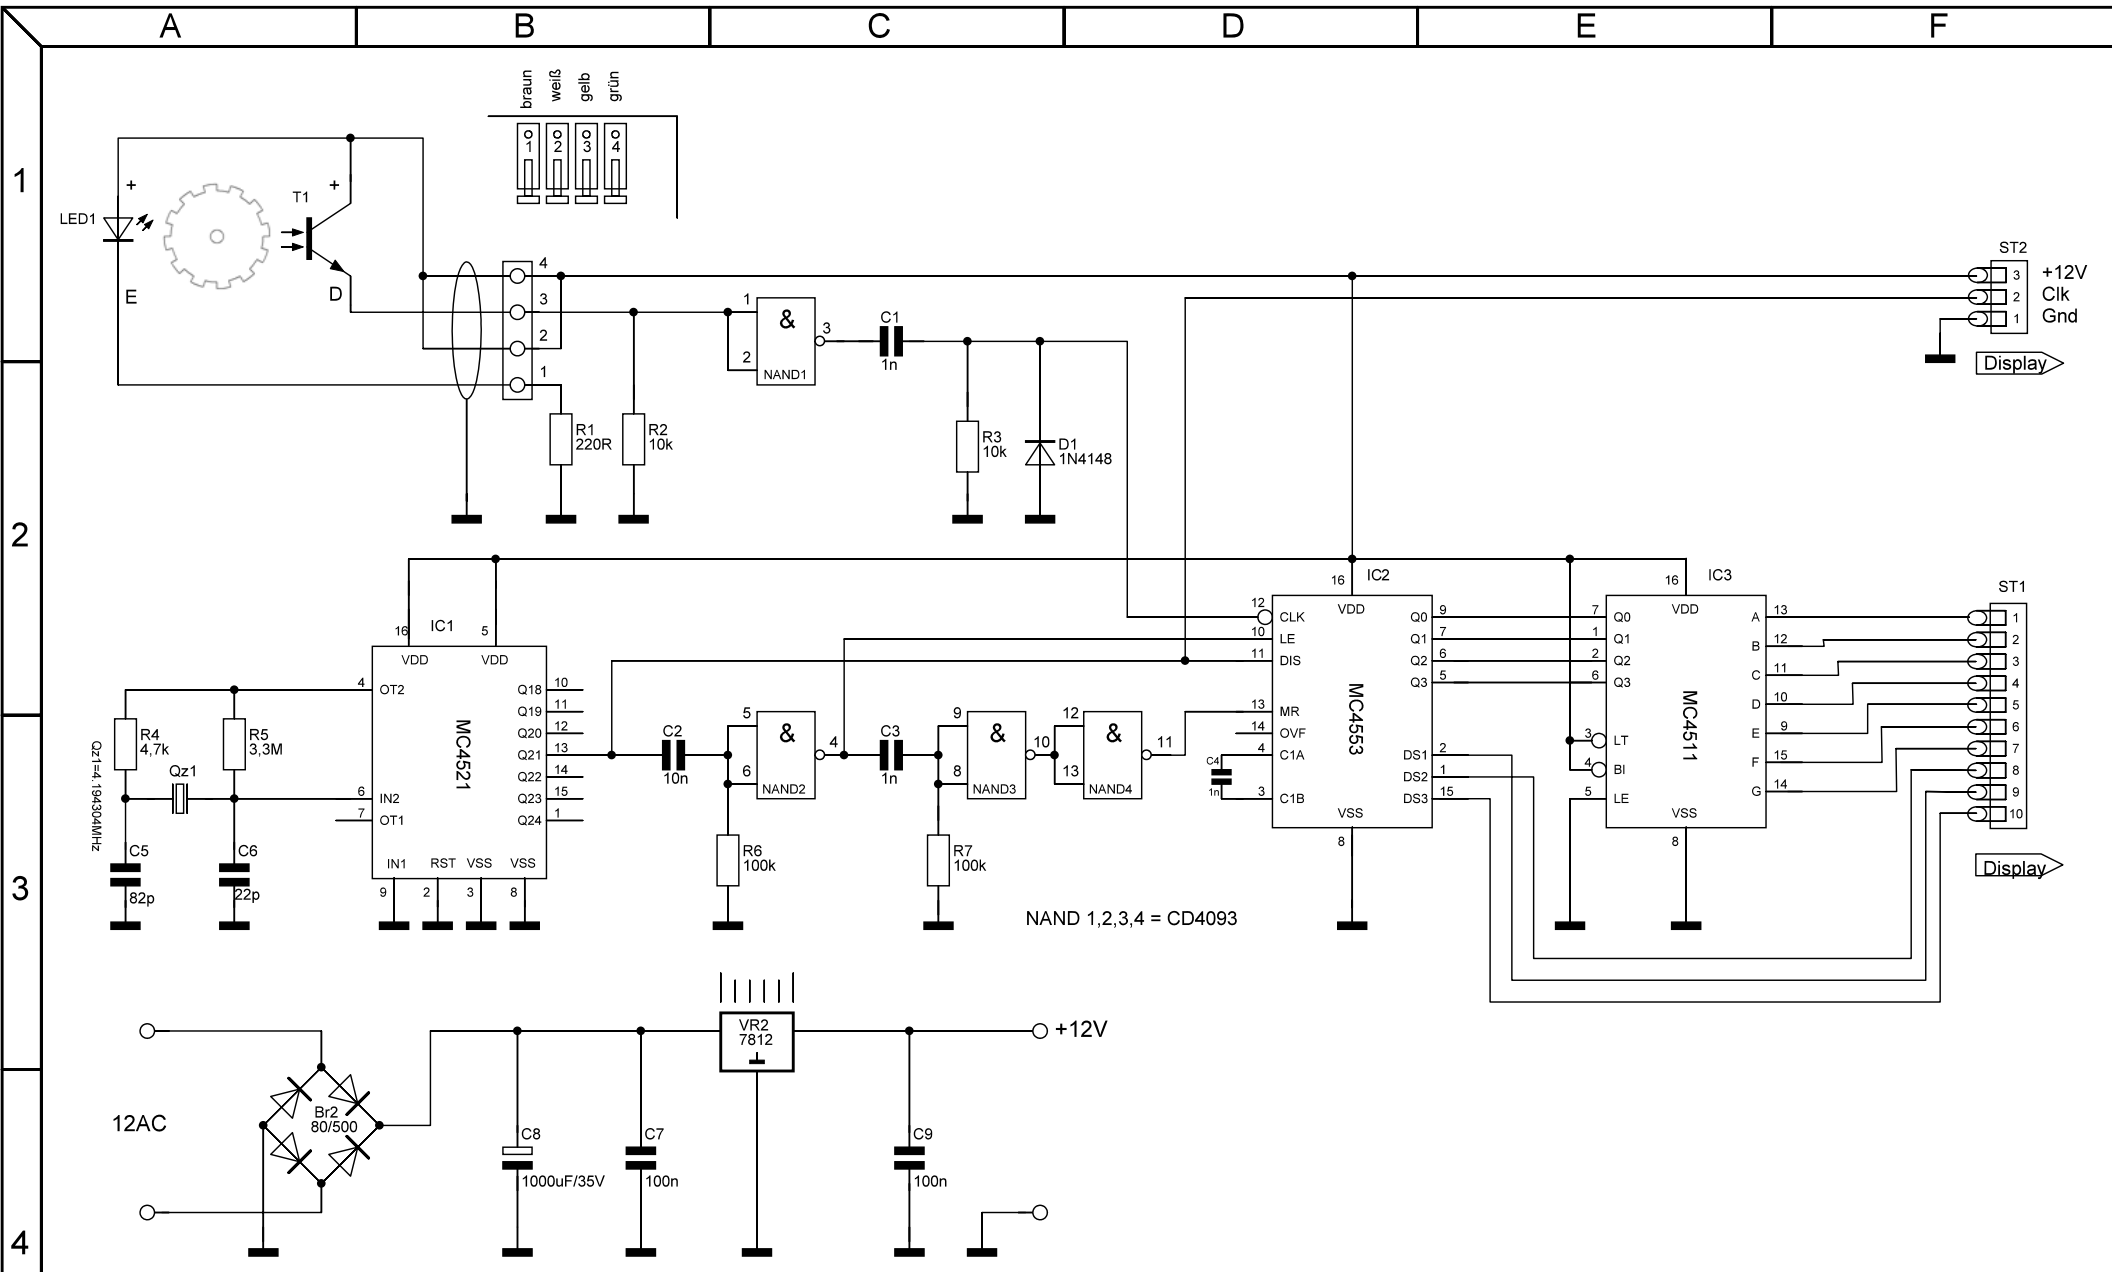 A B C D E F
1
2
3
4
braun
weiß
gelb
grün
1 2 3 4
LED1
+
E
T1
+
D
4
3
2
1
R1
220R
R2
10k
1
2
&
NAND1
3
C1
1n
R3
10k
D1
1N4148
ST2
3 +12V
2 Clk
1 Gnd
Display
IC1
16 5
VDD VDD
MC4521
4 OT2
6 IN2
7 OT1
Q18 10
Q19 11
Q20 12
Q21 13
Q22 14
Q23 15
Q24 1
IN1 RST VSS VSS
9 2 3 8
R4
4,7k
R5
3,3M
Qz1
Qz1=4.194304MHz
C5
82p
C6
22p
C2
10n
5
6
&
NAND2
4
R6
100k
C3
1n
9
8
&
NAND3
10
R7
100k
12
13
&
NAND4
11
NAND 1,2,3,4 = CD4093
IC2
16
VDD
MC4553
12 CLK
10 LE
11 DIS
13 MR
14 OVF
4 C1A
3 C1B
C4
1n
Q0 9
Q1 7
Q2 6
Q3 5
DS1 2
DS2 1
DS3 15
VSS
8
IC3
16
VDD
MC4511
7 Q0
1 Q1
2 Q2
6 Q3
3 LT
4 BI
5 LE
A 13
B 12
C 11
D 10
E 9
F 15
G 14
VSS
8
ST1
1
2
3
4
5
6
7
8
9
10
Display
12AC
Br2
80/500
C8
1000uF/35V
C7
100n
VR2
7812
C9
100n
+12V